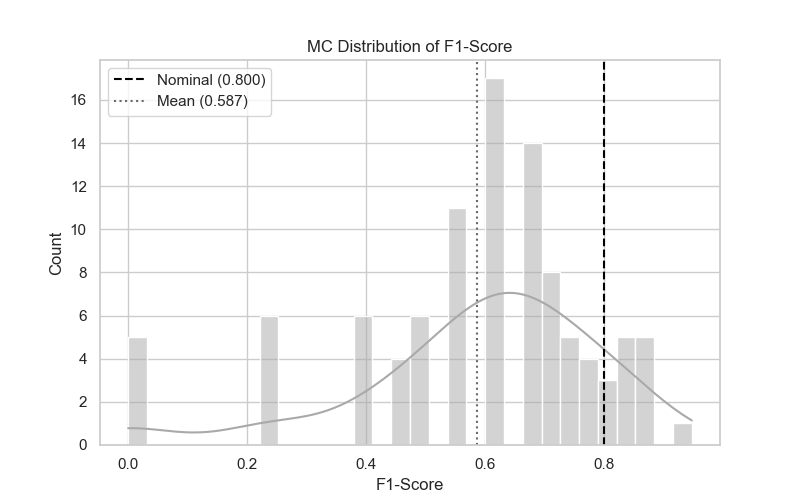 MC Distribution of F1-Score
Nominal (0.800)
Mean (0.587)
Count
16
14
12
10
8
6
4
2
0
0.0 0.2 0.4 0.6 0.8
F1-Score